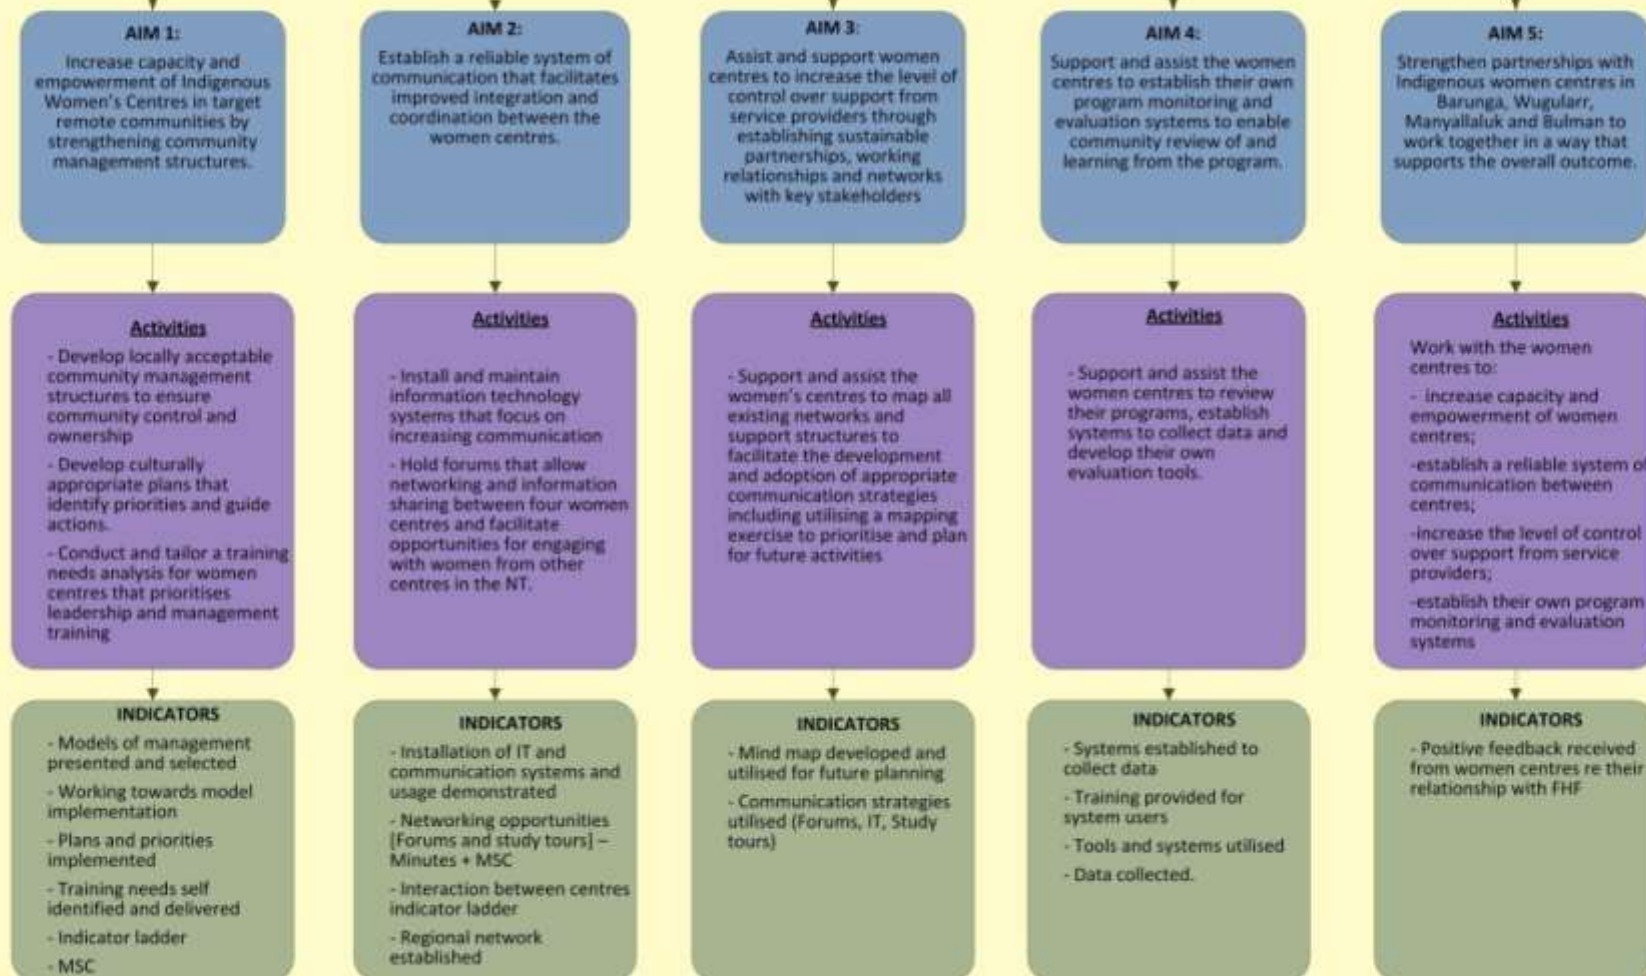 AIM 1:
Increase capacity and
empowerment of Indigenous
Women's Centres in target
remote communities by
strengthening community
management structures.
AIM 2:
Establish a reliable system of
communication that facilitates
improved integration and
coordination between the
women centres.
AIM 3:
Assist and support women
centres to increase the level of
control over support from
service providers through
establishing sustainable
partnerships, working
relationships and networks
with key stakeholders
AIM 4:
Support and assist the women
centres to establish their own
program monitoring and
evaluation systems to enable
community review of and
learning from the program.
AIM 5:
Strengthen partnerships with
Indigenous women centres in
Barunga, Wugularr,
Manyallaluk and Bulman to
work together in a way that
supports the overall outcome.
Activities
- Develop locally acceptable
community management
structures to ensure
community control and
ownership
- Develop culturally
appropriate plans that
identify priorities and guide
actions.
- Conduct and tailor a training
needs analysis for women
centres that prioritises
leadership and management
training
Activities
- Install and maintain
information technology
systems that focus on
increasing communication
- Hold forums that allow
networking and information
sharing between four women
centres and facilitate
opportunities for engaging
with women from other
centres in the NT.
Activities
- Support and assist the
women's centres to map all
existing networks and
support structures to
facilitate the development
and adoption of appropriate
communication strategies
including utilising a mapping
exercise to prioritise and plan
for future activities
Activities
- Support and assist the
women centres to review
their programs, establish
systems to collect data and
develop their own
evaluation tools.
Activities
Work with the women
centres to:
- increase capacity and
empowerment of women
centres;
-establish a reliable system of
communication between
centres;
-increase the level of control
over support from service
providers;
-establish their own program
monitoring and evaluation
systems
INDICATORS
- Models of management
presented and selected
- Working towards model
implementation
- Plans and priorities
implemented
- Training needs self
identified and delivered
- Indicator ladder
- MSC
INDICATORS
- Installation of IT and
communication systems and
usage demonstrated
- Networking opportunities
[Forums and study tours] –
Minutes + MSC
- Interaction between centres
indicator ladder
- Regional network
established
INDICATORS
- Mind map developed and
utilised for future planning
- Communication strategies
utilised (Forums, IT, Study
tours)
INDICATORS
- Systems established to
collect data
- Training provided for
system users
- Tools and systems utilised
- Data collected.
INDICATORS
- Positive feedback received
from women centres re their
relationship with FHF